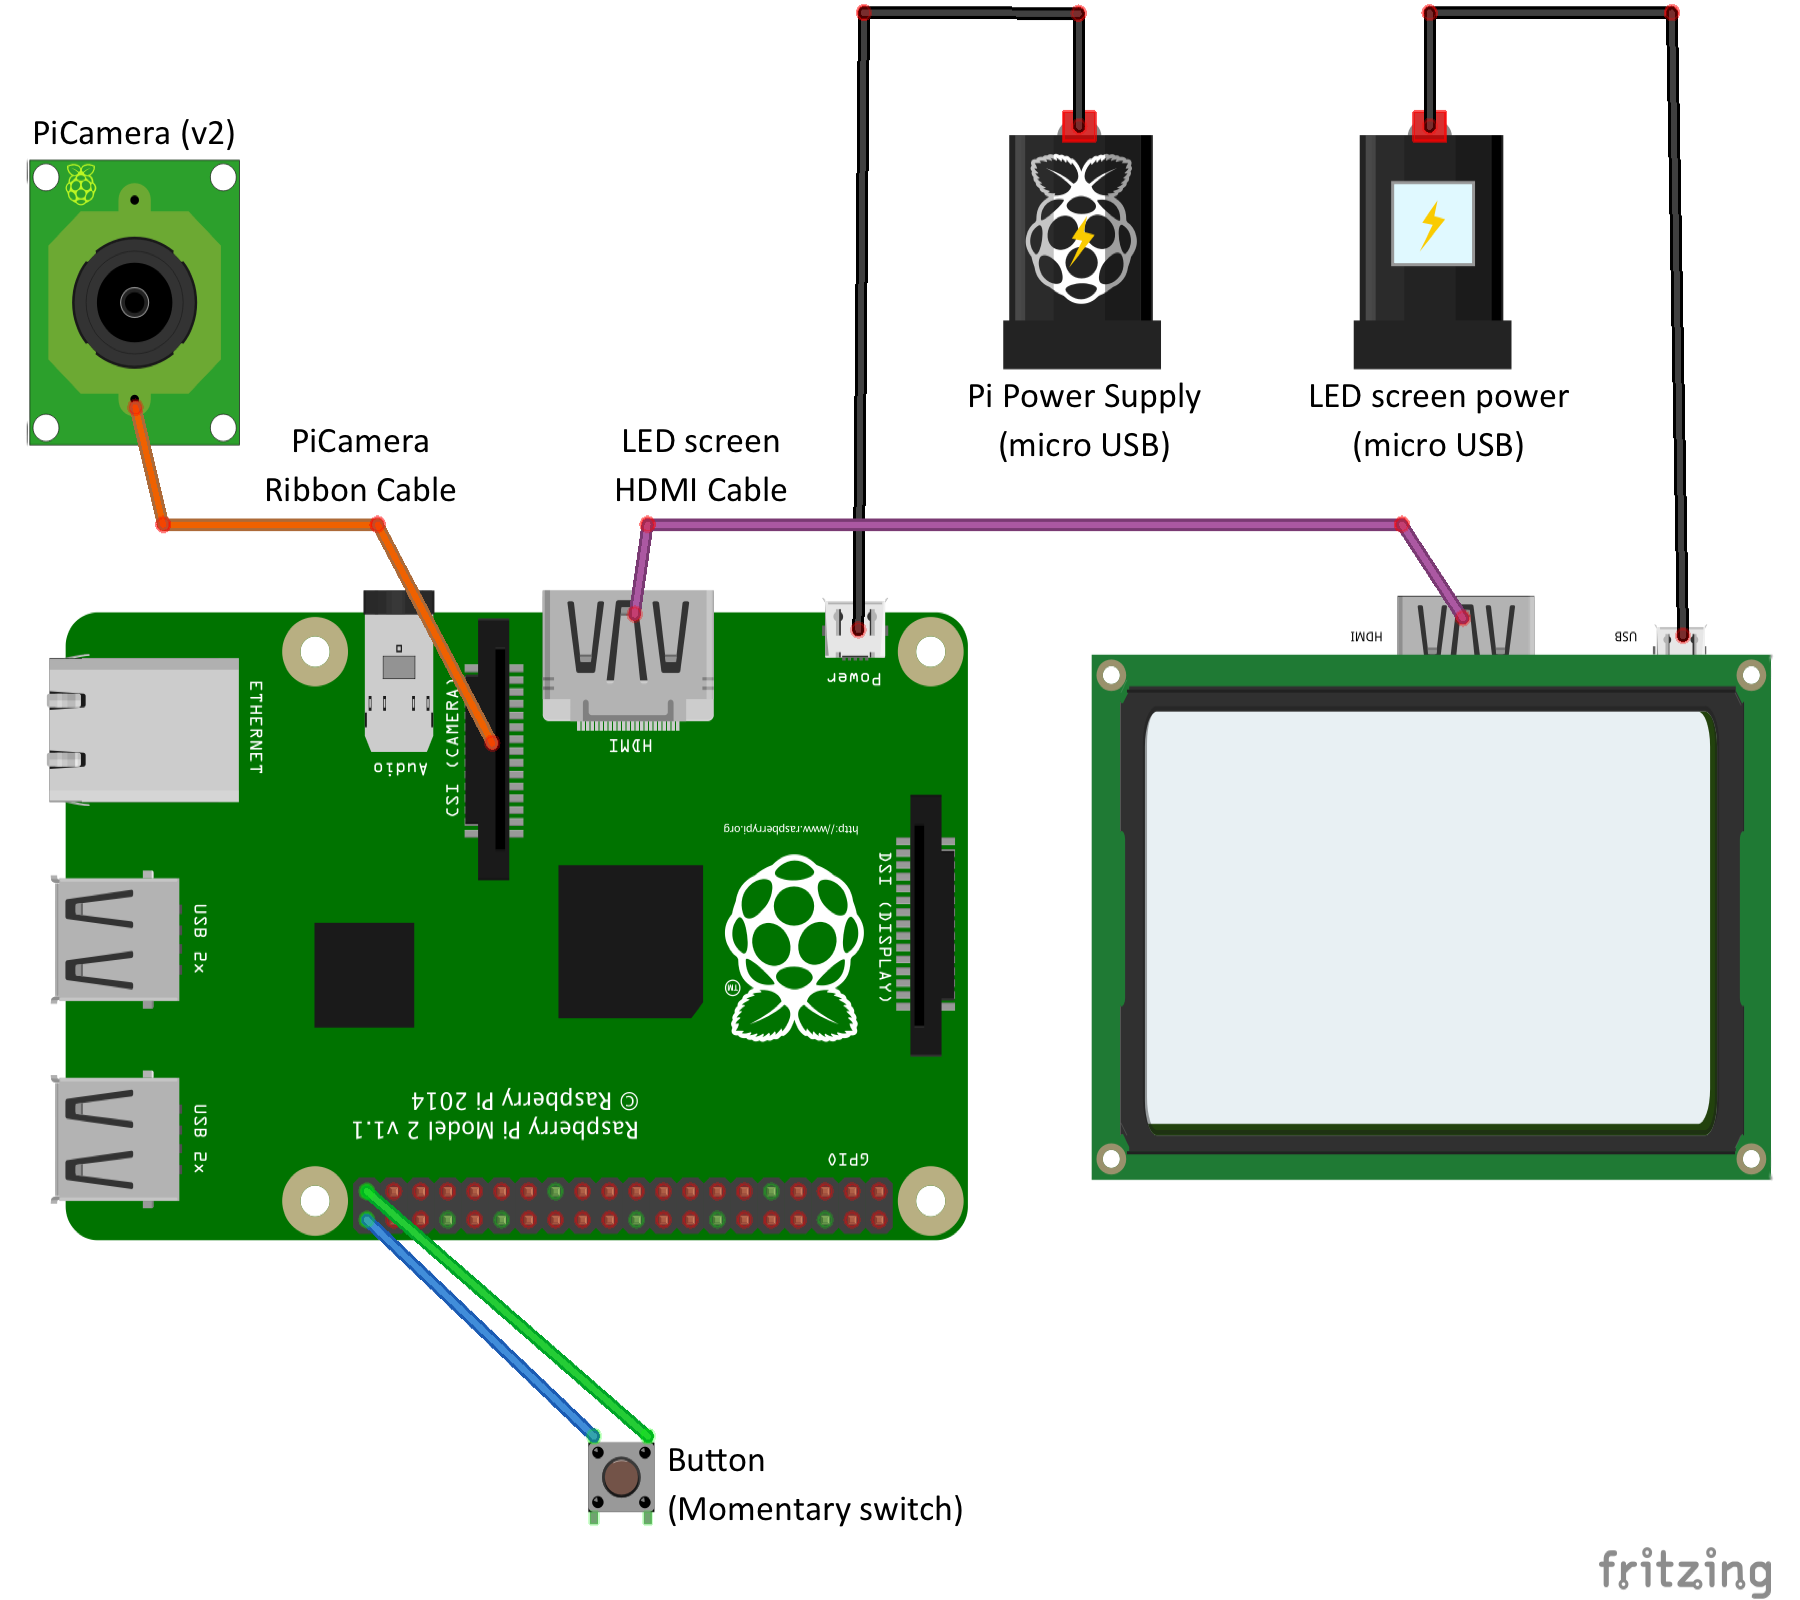 PiCamera (v2)
Pi Power Supply
(micro USB)
LED screen power
(micro USB)
PiCamera
Ribbon Cable
LED screen
HDMI Cable
ETHERNET
Audio
CSI (CAMERA)
HDMI
Power
HDMI
USB
http://www.raspberrypi.org
DSI (DISPLAY)
TM
USB 2x
USB 2x
© Raspberry Pi 2014
Raspberry Pi Model 2 v1.1
GPIO
Button
(Momentary switch)
fritzing